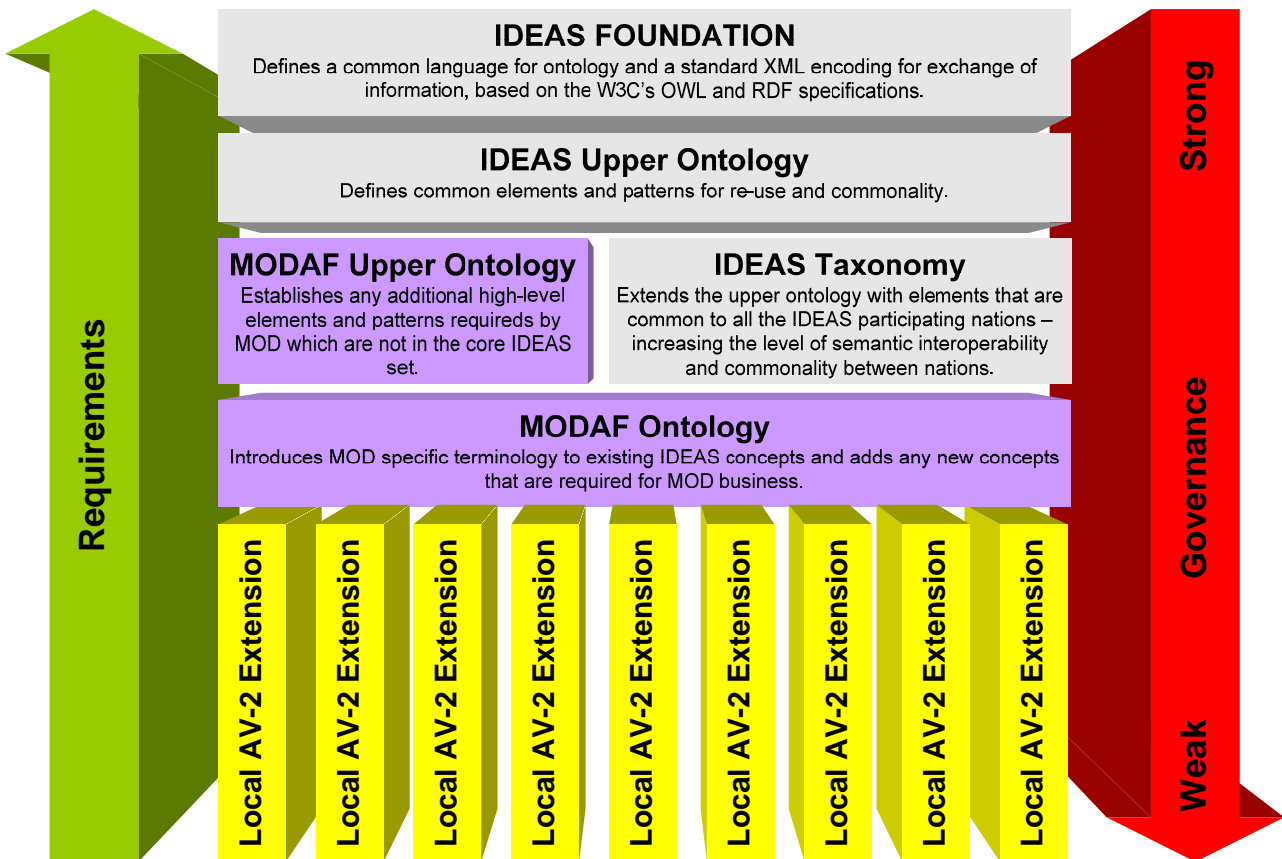 IDEAS FOUNDATION
Defines a common language for ontology and a standard XML encoding for exchange of
information, based on the W3C's OWL and RDF specifications.
IDEAS Upper Ontology
Defines common elements and patterns for re-use and commonality.
MODAF Upper Ontology
Establishes any additional high-level
elements and patterns requireds by
MOD which are not in the core IDEAS
set.
IDEAS Taxonomy
Extends the upper ontology with elements that are
common to all the IDEAS participating nations –
increasing the level of semantic interoperability
and commonality between nations.
MODAF Ontology
Introduces MOD specific terminology to existing IDEAS concepts and adds any new concepts
that are required for MOD business.
Requirements
Local AV-2 Extension
Local AV-2 Extension
Local AV-2 Extension
Local AV-2 Extension
Local AV-2 Extension
Local AV-2 Extension
Local AV-2 Extension
Local AV-2 Extension
Local AV-2 Extension
Strong
Governance
Weak